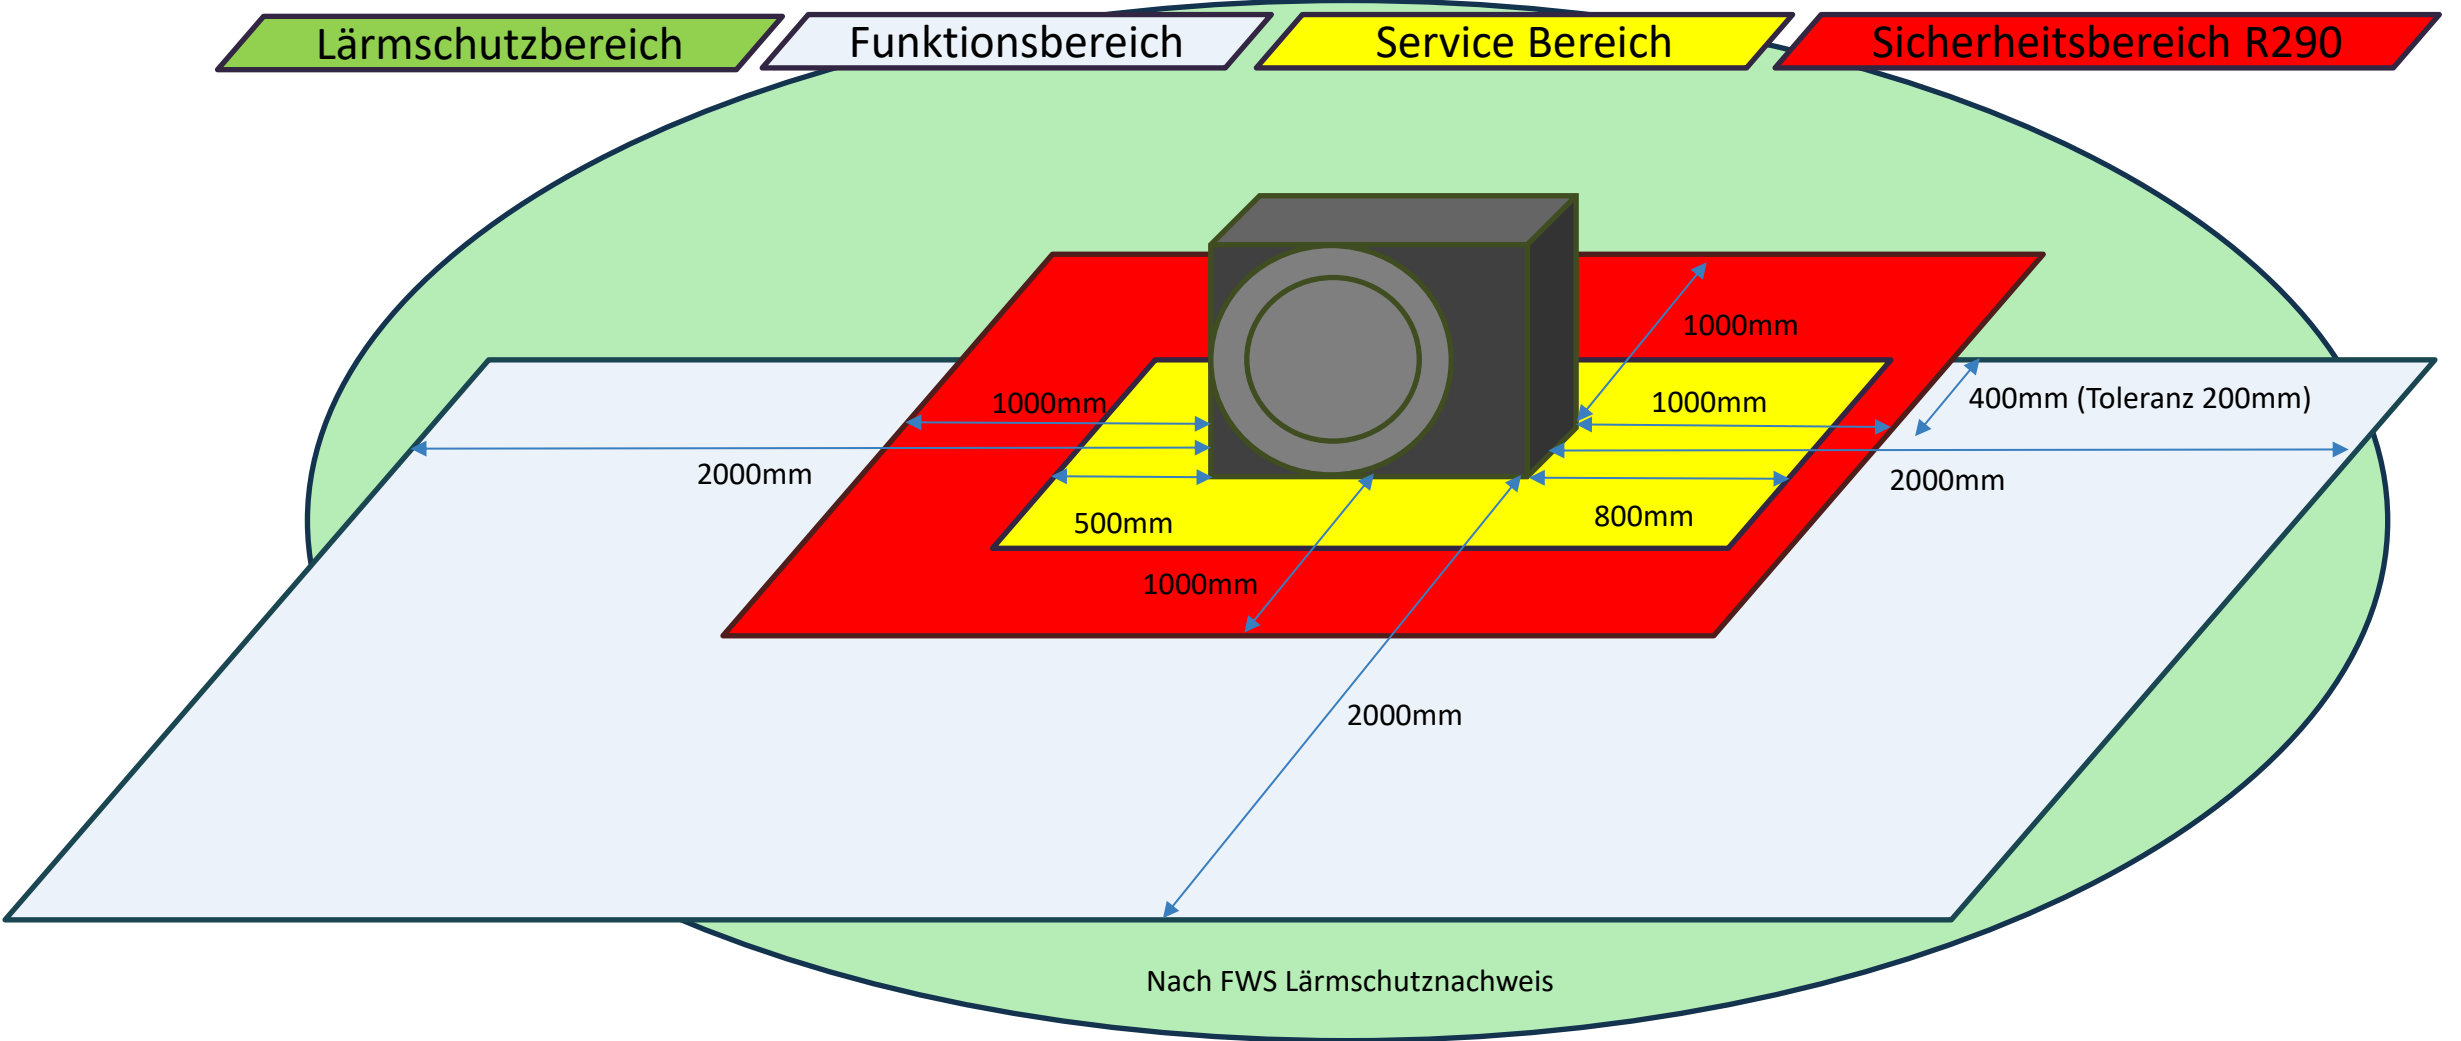 Lärmschutzbereich
Funktionsbereich
Service Bereich
Sicherheitsbereich R290
1000mm
1000mm
1000mm
400mm (Toleranz 200mm)
2000mm
2000mm
500mm
800mm
1000mm
2000mm
Nach FWS Lärmschutznachweis